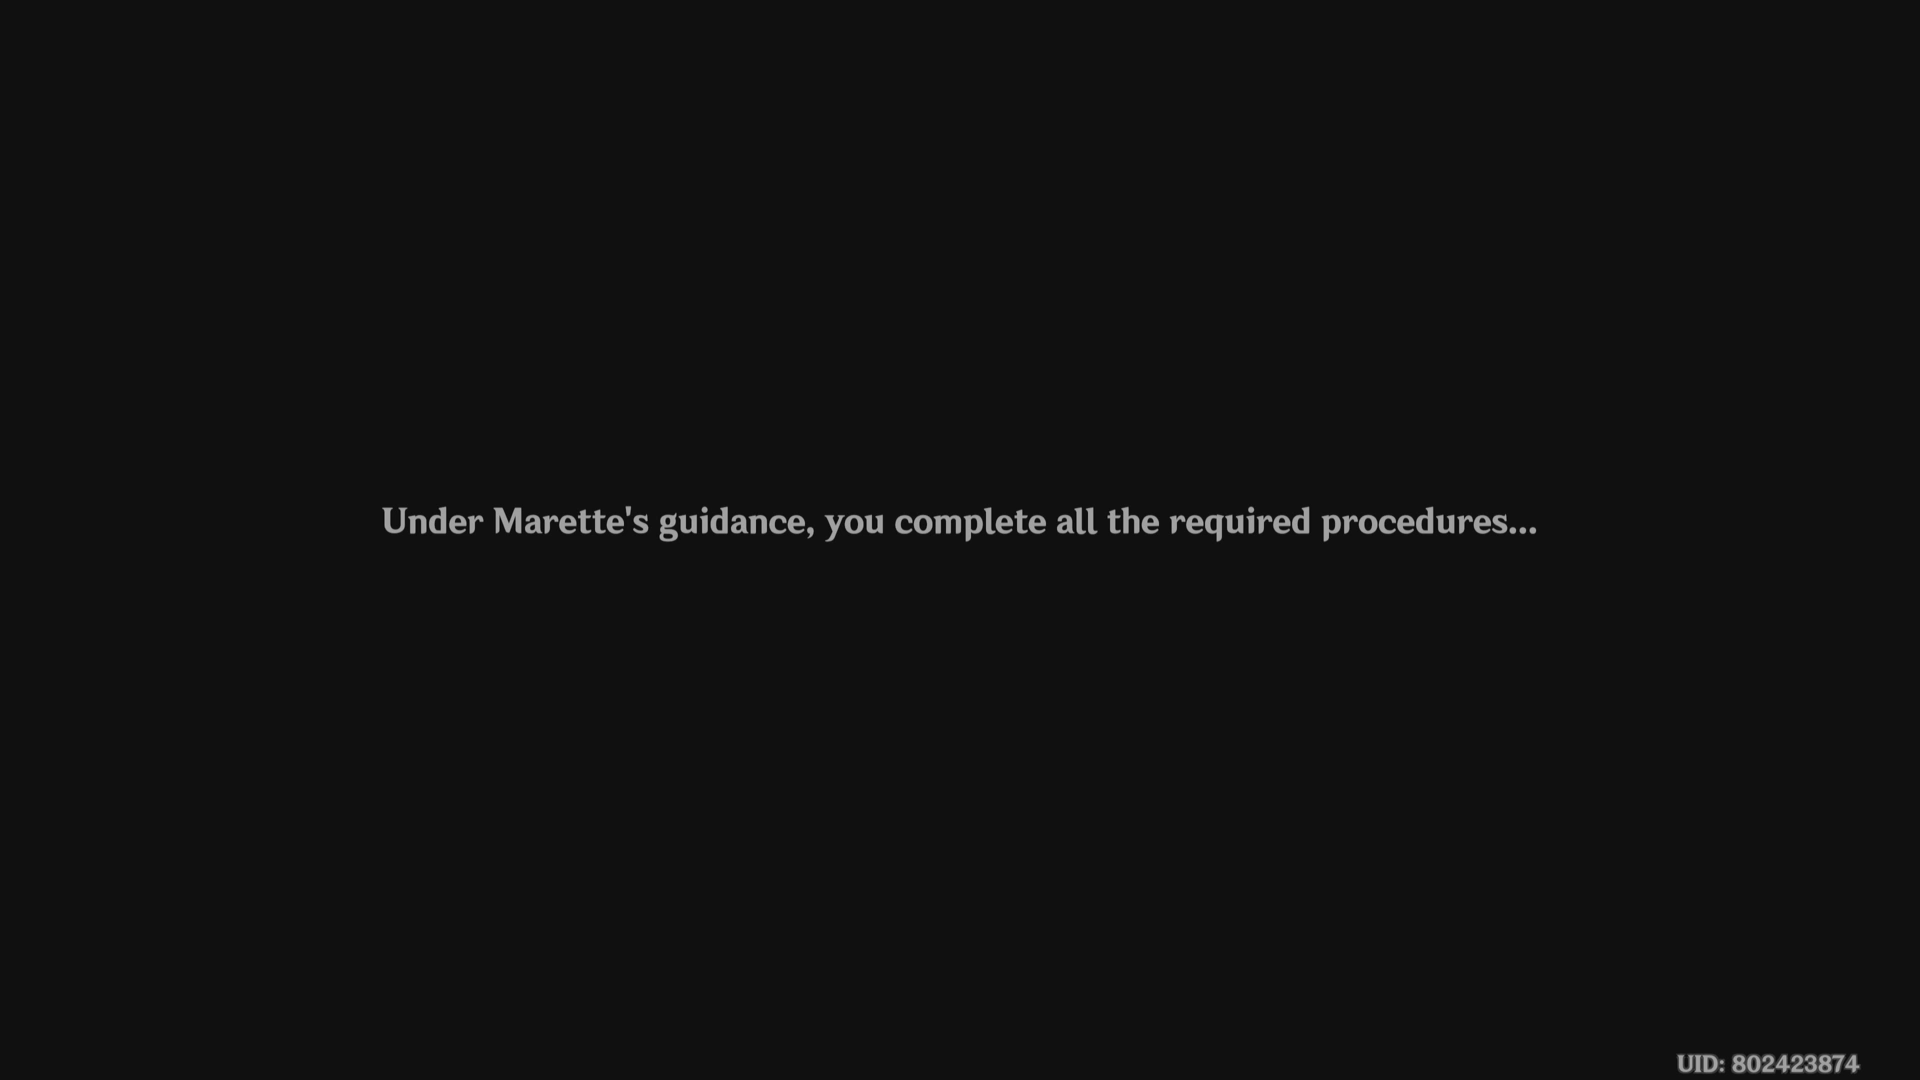 Under Marette's guidance, you complete all the required procedures...
UID: 802423874